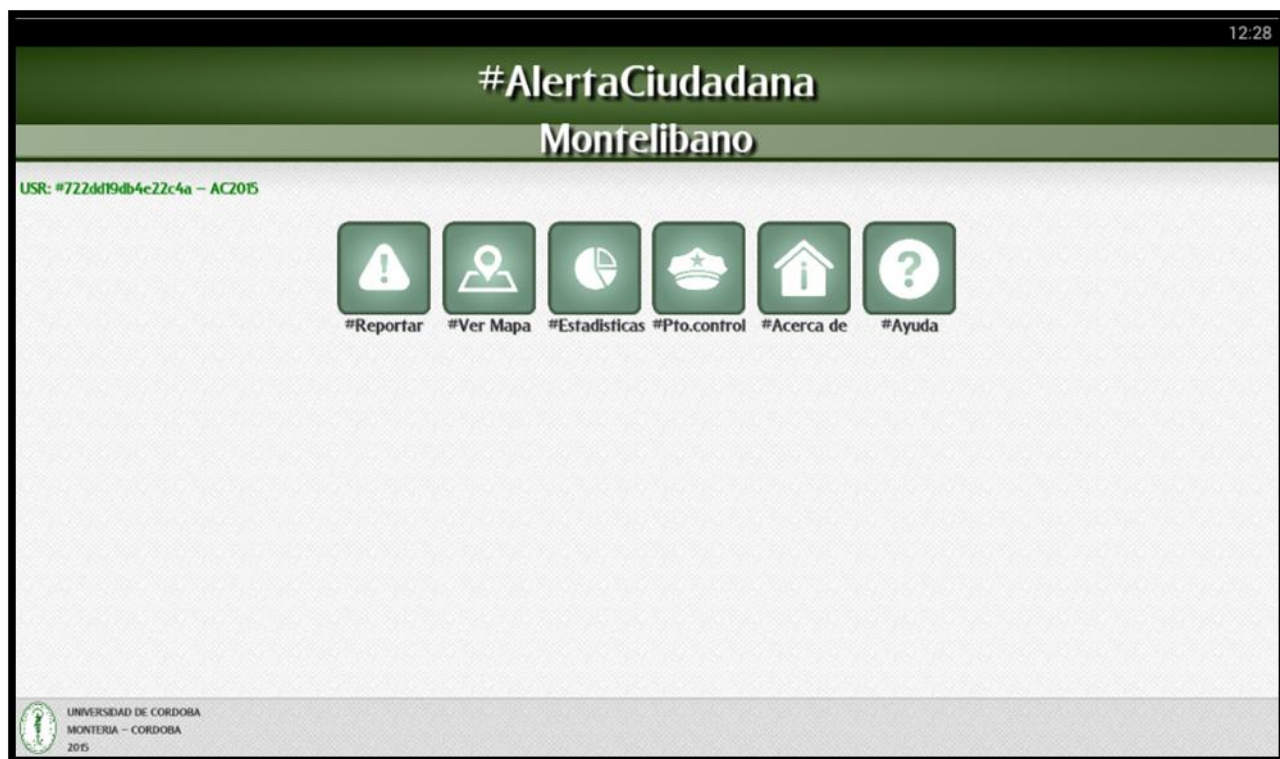 12:28
#AlertaCiudadana
Montelibano
USR: #722dd19db4e22c4a – AC2015
#Reportar #Ver Mapa #Estadisticas #Pto.control #Acerca de #Ayuda
UNIVERSIDAD DE CORDOBA
MONTERIA – CORDOBA
2015